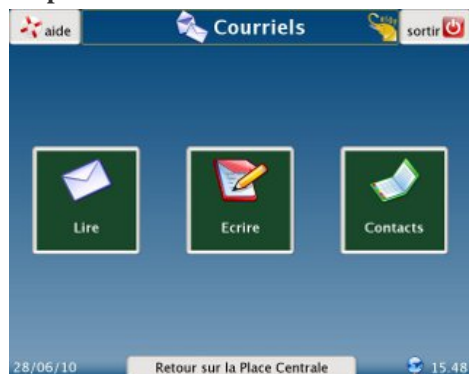 aide
Courriels
sortir
Lire
Ecrire
Contacts
28/06/10
Retour sur la Place Centrale
15.48